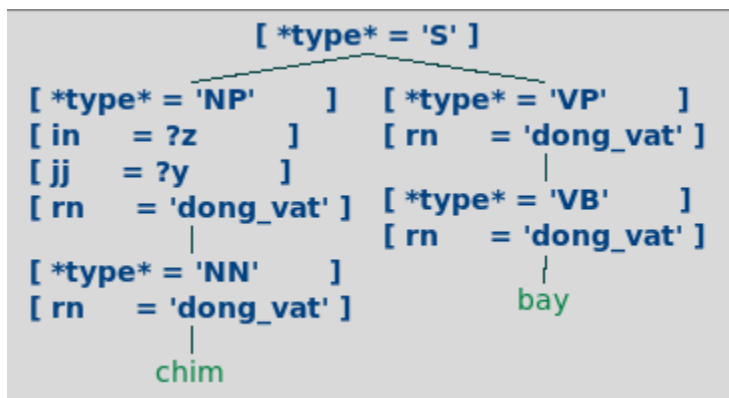 [ *type* = 'S' ]
[ *type* = 'NP' ]
[ in = ?z ]
[ jj = ?y ]
[ rn = 'dong_vat' ]
[ *type* = 'NN' ]
[ rn = 'dong_vat' ]
chim
[ *type* = 'VP' ]
[ rn = 'dong_vat' ]
[ *type* = 'VB' ]
[ rn = 'dong_vat' ]
bay